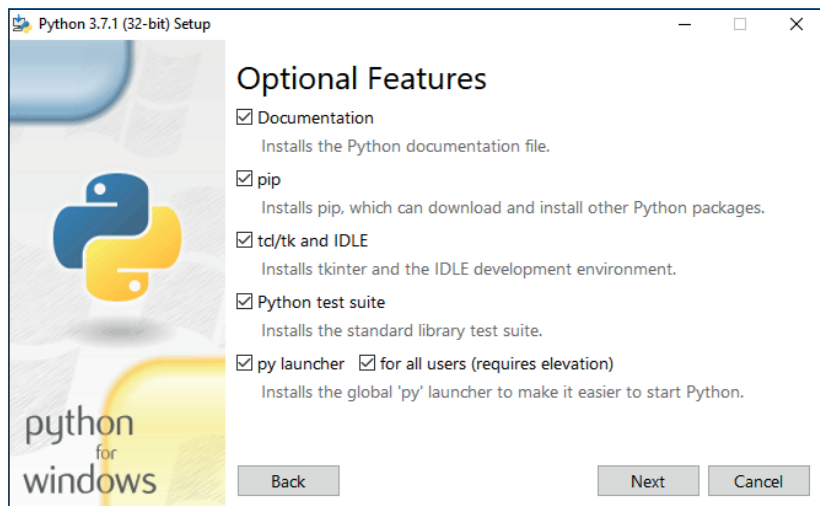 Python 3.7.1 (32-bit) Setup
Optional Features
Documentation
Installs the Python documentation file.
pip
Installs pip, which can download and install other Python packages.
tcl/tk and IDLE
Installs tkinter and the IDLE development environment.
Python test suite
Installs the standard library test suite.
py launcher for all users (requires elevation)
Installs the global 'py' launcher to make it easier to start Python.
python
for
windows
Back Next Cancel